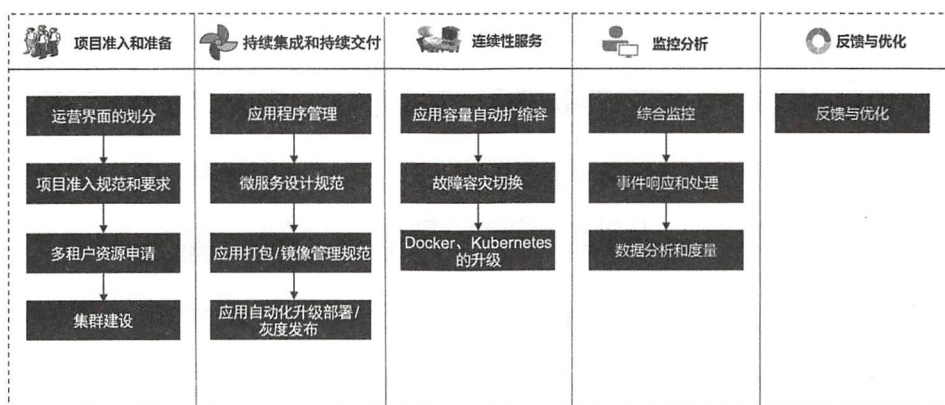 项目准入和准备
持续集成和持续交付
连续性服务
监控分析
反馈与优化
运营界面的划分
项目准入规范和要求
多租户资源申请
集群建设
应用程序管理
微服务设计规范
应用打包/镜像管理规范
应用自动化升级部署/
灰度发布
应用容量自动扩缩容
故障容灾切换
Docker、Kubernetes
的升级
综合监控
事件响应和处理
数据分析和度量
反馈与优化